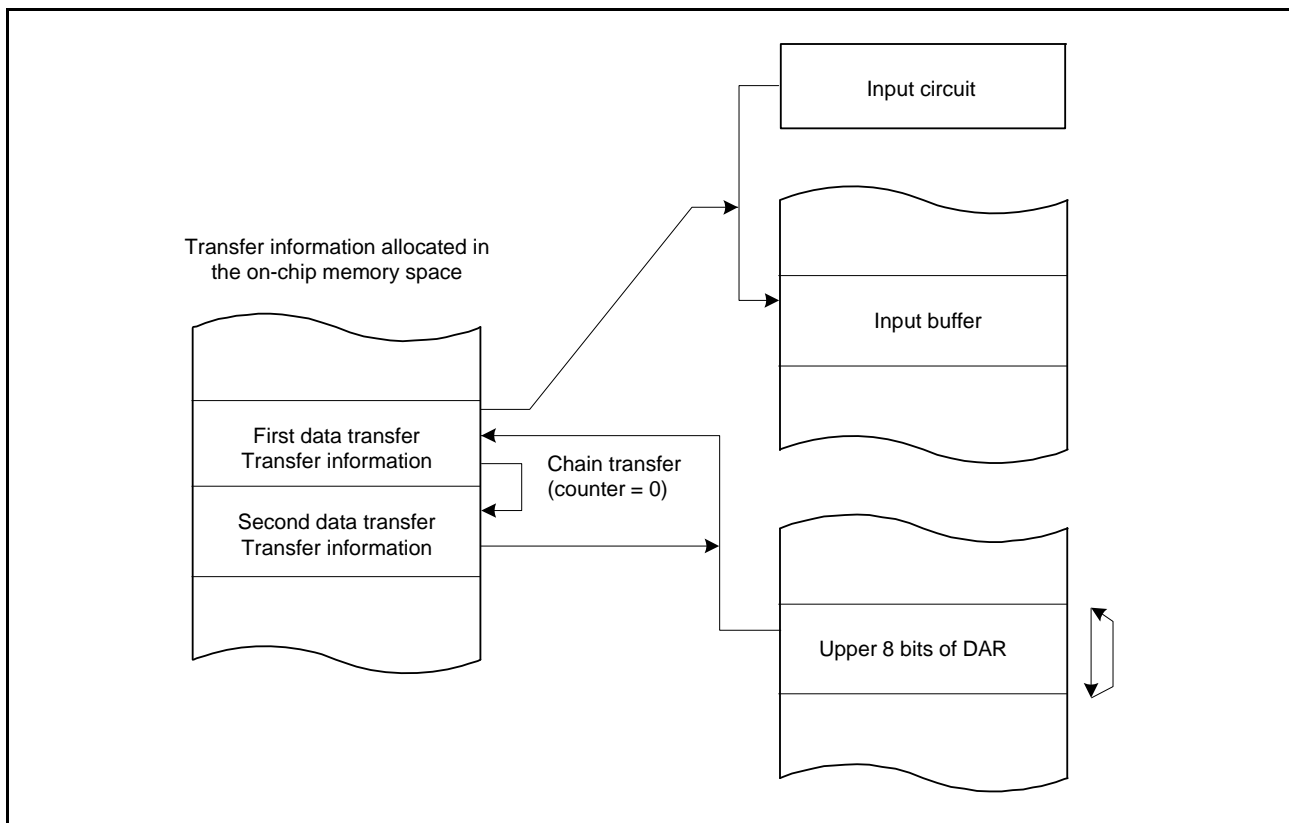 Input circuit
Transfer information allocated in
the on-chip memory space
Input buffer
First data transfer
Transfer information
Chain transfer
(counter = 0)
Second data transfer
Transfer information
Upper 8 bits of DAR